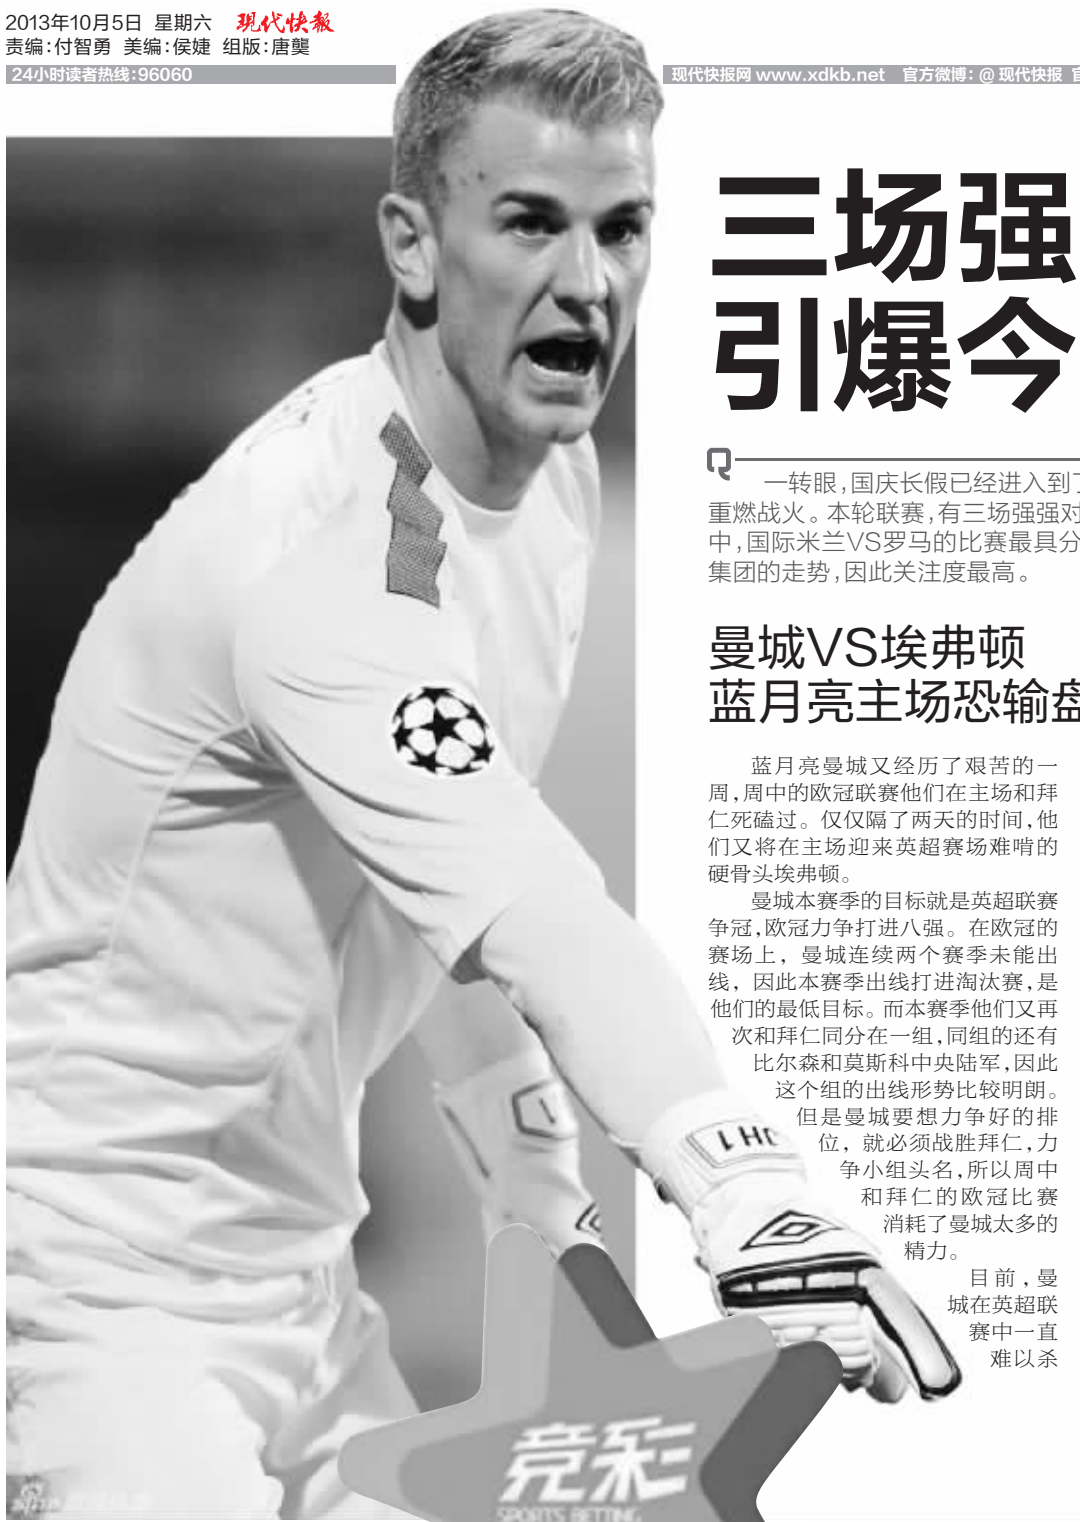 2013年10月5日 星期六 现代快报
责编:付智勇 美编:侯婕 组版:唐龑
24小时读者热线:96060
现代快报网 www.xdkb.net 官方微博: @ 现代快报
三场强
引爆今
一转眼,国庆长假已经进入到了
重燃战火。本轮联赛,有三场强强对
中,国际米兰VS罗马的比赛最具分
集团的走势,因此关注度最高。
曼城VS埃弗顿
蓝月亮主场恐输盘
蓝月亮曼城又经历了艰苦的一
周,周中的欧冠联赛他们在主场和拜
仁死磕过。仅仅隔了两天的时间,他
们又将在主场迎来英超赛场难啃的
硬骨头埃弗顿。
曼城本赛季的目标就是英超联赛
争冠,欧冠力争打进八强。在欧冠的
赛场上，曼城连续两个赛季未能出
线，因此本赛季出线打进淘汰赛,是
他们的最低目标。而本赛季他们又再
次和拜仁同分在一组,同组的还有
比尔森和莫斯科中央陆军,因此
这个组的出线形势比较明朗。
但是曼城要想力争好的排
位，就必须战胜拜仁,力
争小组头名,所以周中
和拜仁的欧冠比赛
消耗了曼城太多的
精力。
目前,曼
城在英超联
赛中一直
难以杀
JH1
1
竞彩
SPORTS BETTING